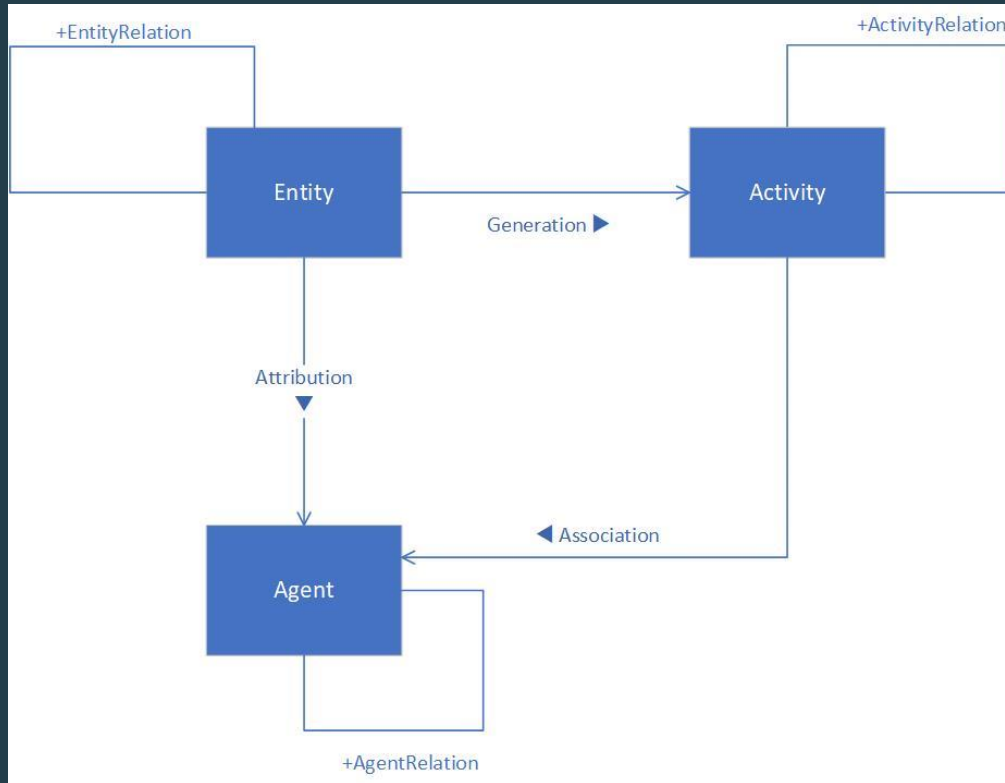 +EntityRelation
+ActivityRelation
Entity
Activity
Generation ▶
Attribution
▼
◀ Association
Agent
+AgentRelation